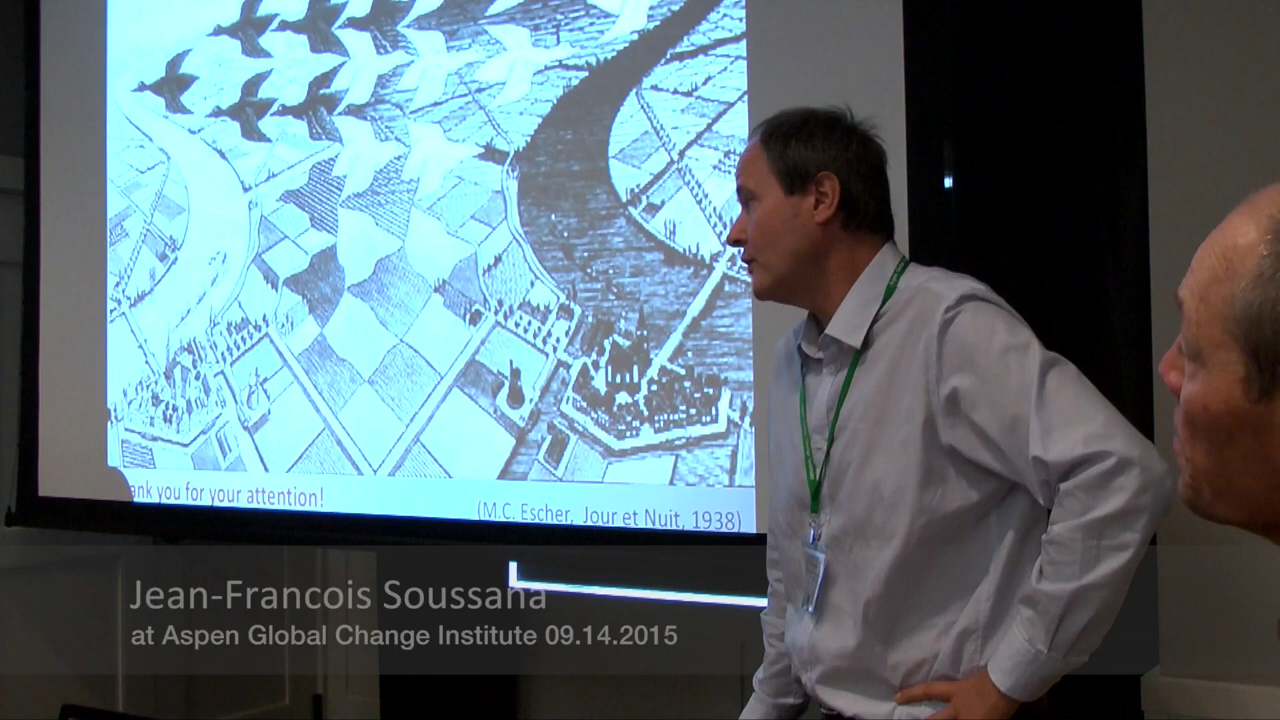 ank you for your attention!
(M.C. Escher, Jour et Nuit, 1938)
Jean-Francois Soussana
at Aspen Global Change Institute 09.14.2015